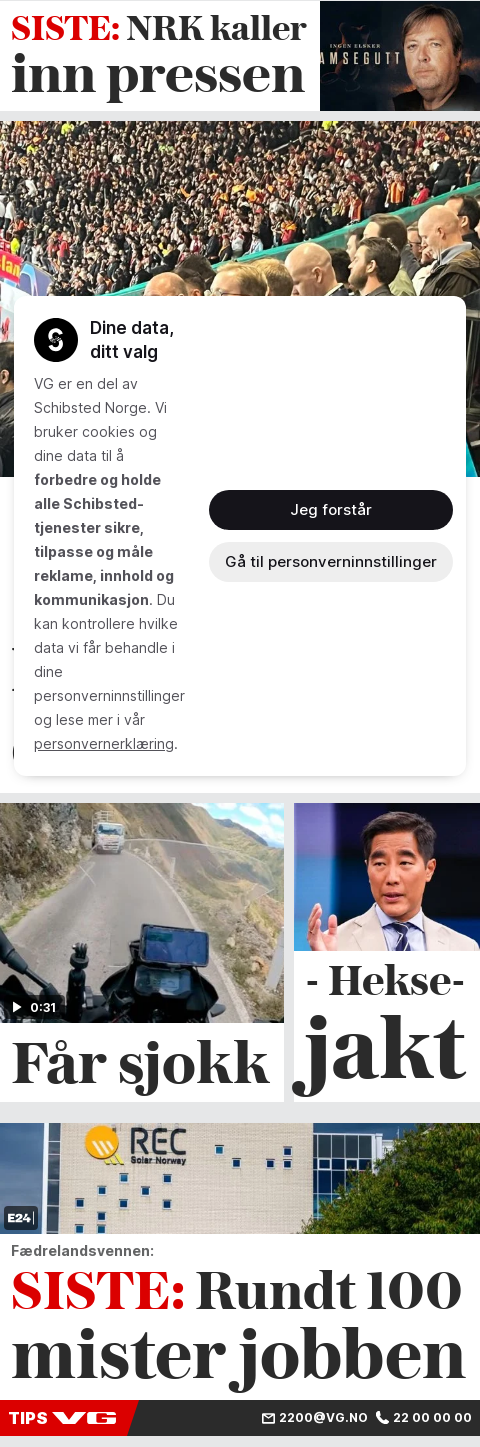 SISTE: NRK kaller
inn pressen
INGEN ELSKER
AMSEGUTT
Dine data,
ditt valg
VG er en del av
Schibsted Norge. Vi
bruker cookies og
dine data til å
forbedre og holde
alle Schibsted-
tjenester sikre,
tilpasse og måle
reklame, innhold og
kommunikasjon. Du
kan kontrollere hvilke
data vi får behandle i
dine
personverninnstillinger
og lese mer i vår
personvernerklæring.
Jeg forstår
Gå til personverninnstillinger
0:31
Får sjokk
- Hekse-
jakt
REC
Solar Norway
E24
Fædrelandsvennen:
SISTE: Rundt 100
mister jobben
TIPS VG
2200@VG.NO 22 00 00 00